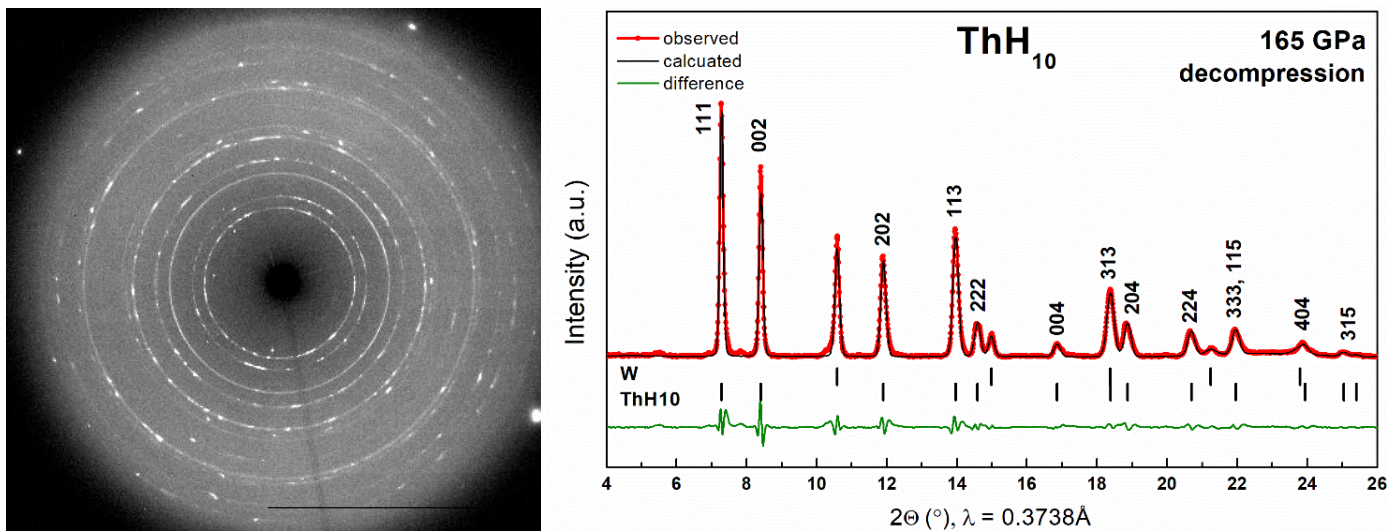 observed
calcuated
difference
ThH10
165 GPa
decompression
Intensity (a.u.)
111
002
202
113
222
004
313
204
224
333, 115
404
315
W
ThH10
4 6 8 10 12 14 16 18 20 22 24 26
2Θ (°), λ = 0.3738Å